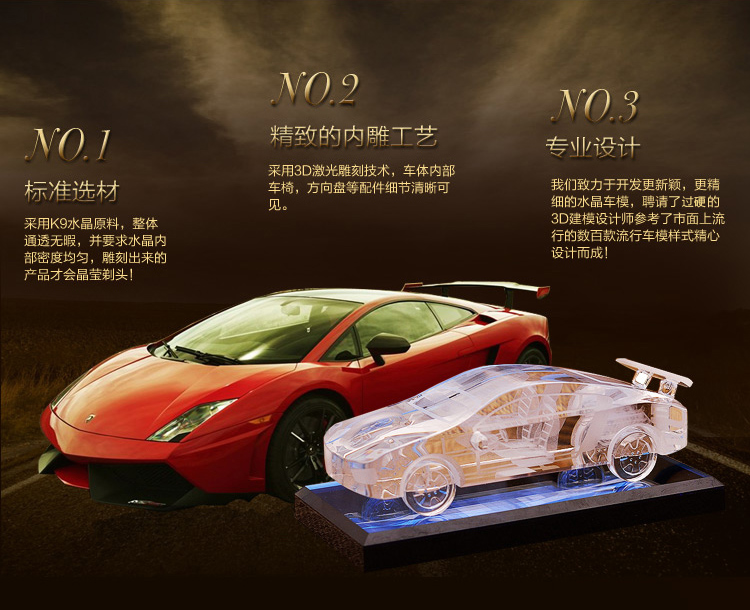 NO.1
标准选材
采用K9水晶原料，整体
通透无暇，并要求水晶内
部密度均匀，雕刻出来的
产品才会晶莹剃头！
NO.2
精致的内雕工艺
采用3D激光雕刻技术，车体内部
车椅，方向盘等配件细节清晰可
见。
NO.3
专业设计
我们致力于开发更新颖，更精
细的水晶车模，聘请了过硬的
3D建模设计师参考了市面上流
行的数百款流行车模样式精心
设计而成！